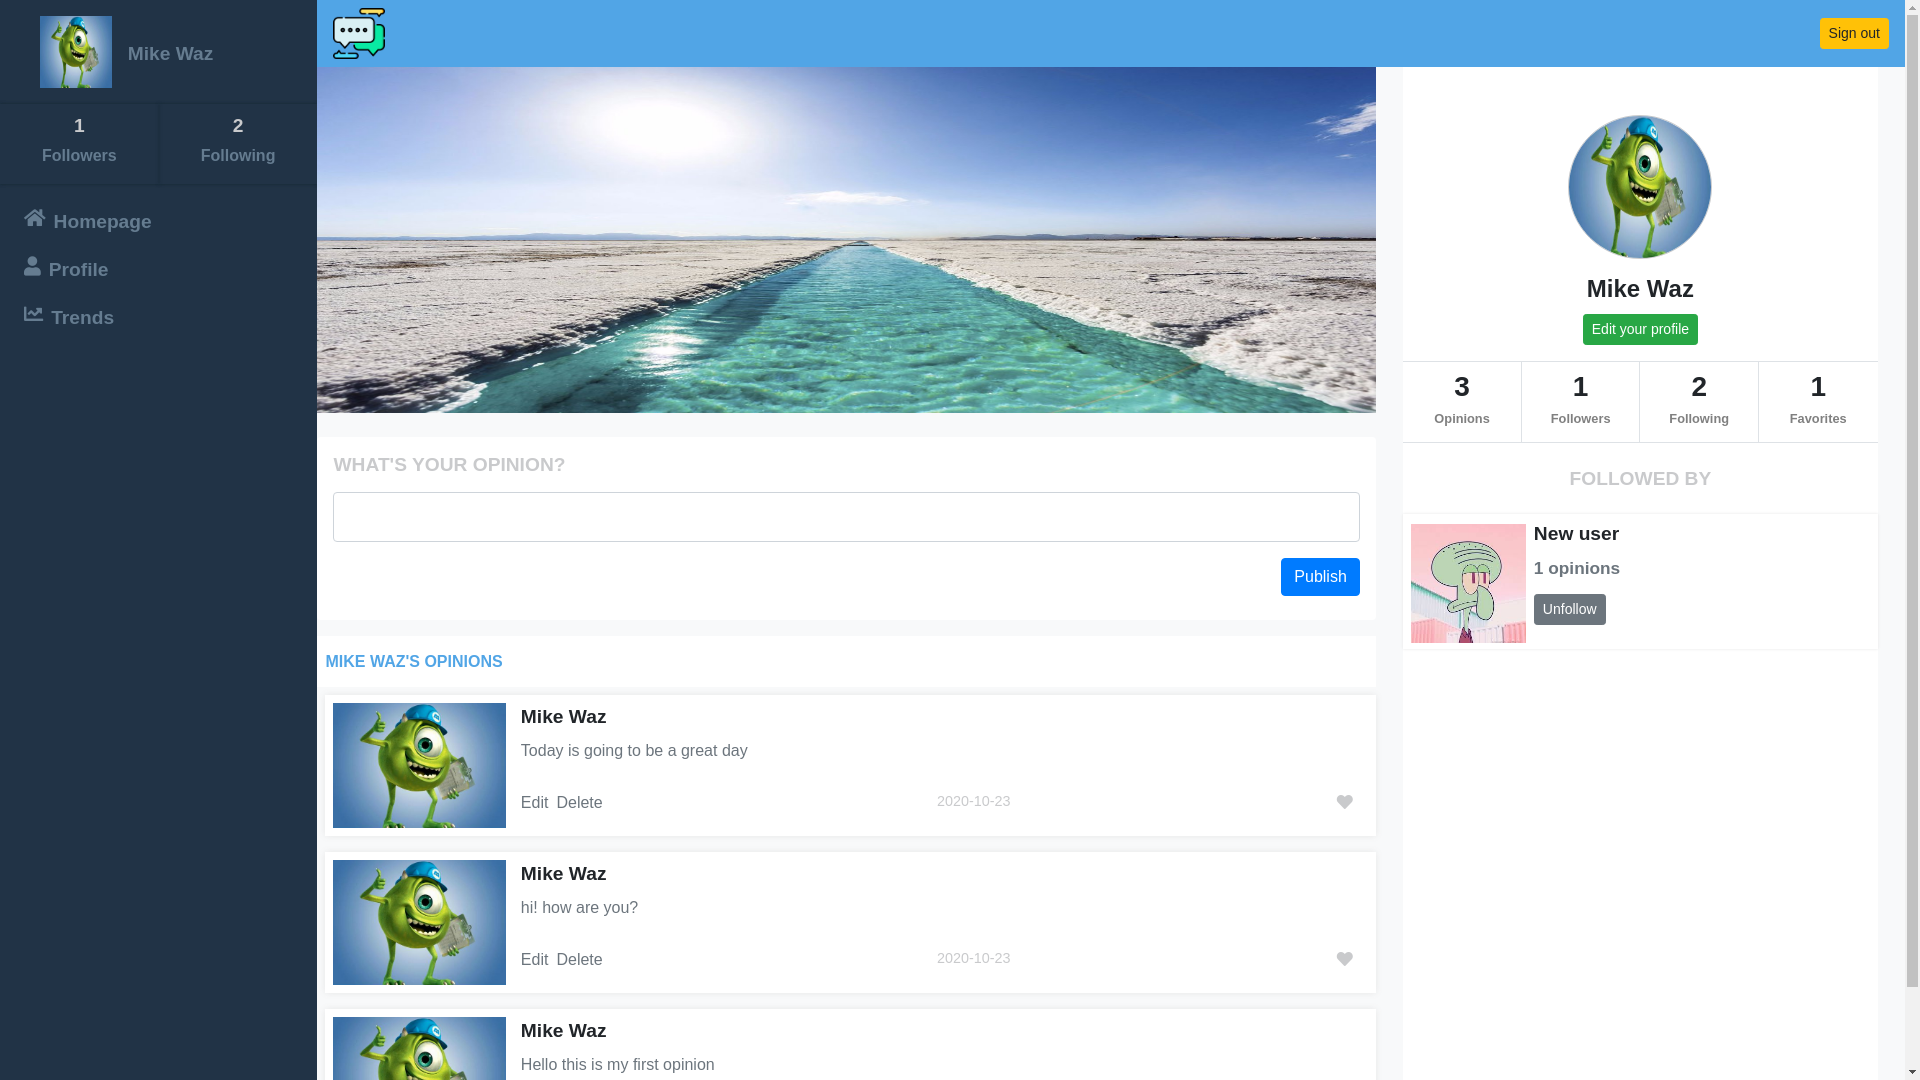 Mike Waz
1
Followers
2
Following
Homepage
Profile
Trends
Sign out
WHAT'S YOUR OPINION?
Publish
MIKE WAZ'S OPINIONS
Mike Waz
Today is going to be a great day
Edit Delete 2020-10-23
Mike Waz
hi! how are you?
Edit Delete 2020-10-23
Mike Waz
Hello this is my first opinion
Mike Waz
Edit your profile
3
Opinions
1
Followers
2
Following
1
Favorites
FOLLOWED BY
New user
1 opinions
Unfollow